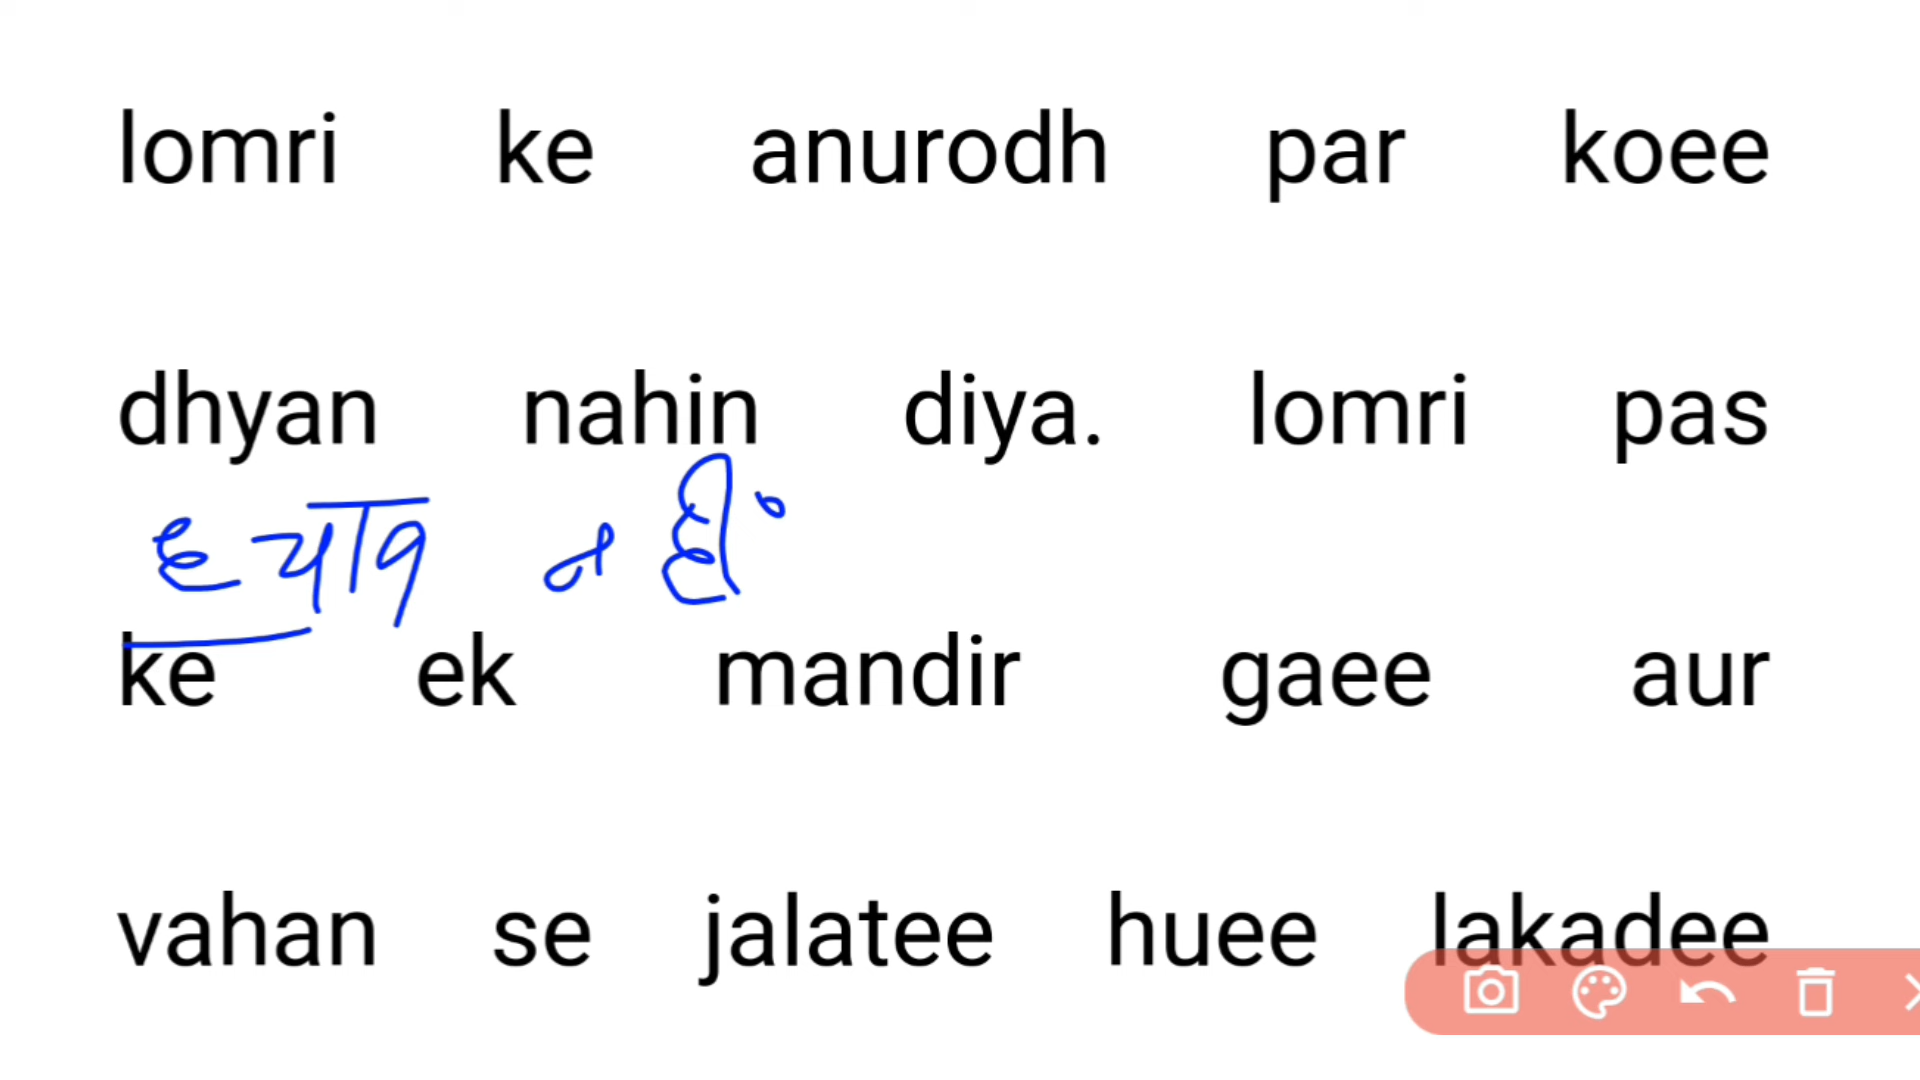 lomri ke anurodh par koee
dhyan nahin diya. lomri pas
ध्यान नहीं
ke ek mandir gaee aur
vahan se jalatee huee lakadee